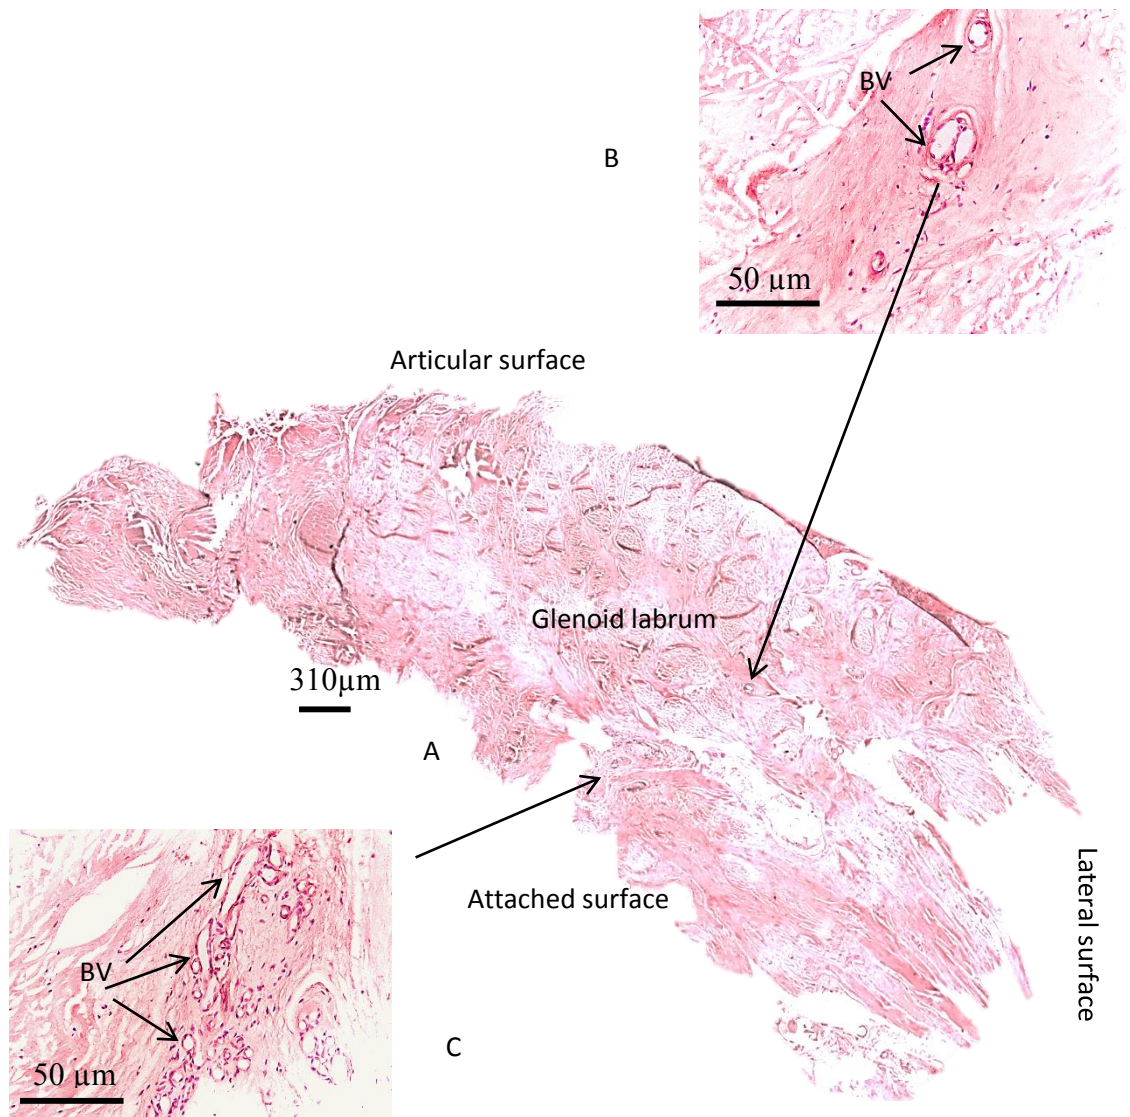 BV
B
50 µm
Articular surface
Glenoid labrum
310µm
A
Attached surface
Lateral surface
BV
C
50 µm